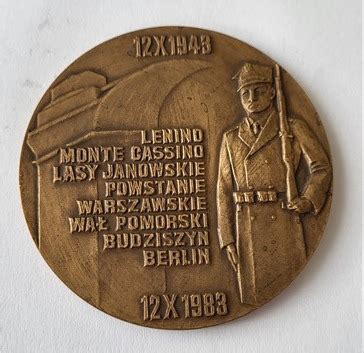 12 X 1943
LENINO
MONTE CASSINO
LASY JANOWSKIE
POWSTANIE
WARSZAWSKIE
WAŁ POMORSKI
BUDZISZYN
BERLIN
12 X 1983